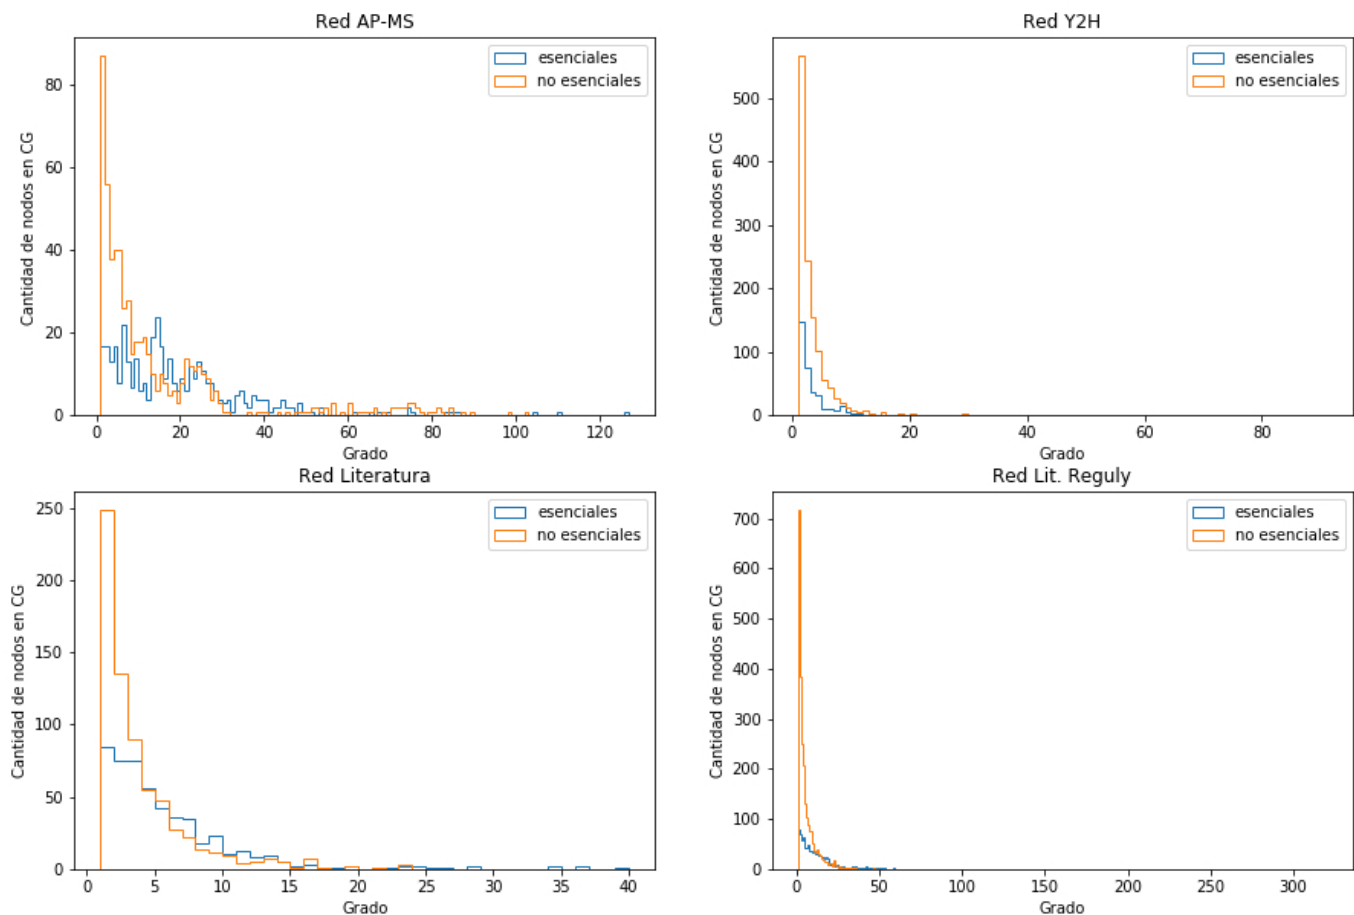 Red AP-MS
esenciales
no esenciales
Cantidad de nodos en CG
80
60
40
20
0
0 20 40 60 80 100 120
Grado
Red Y2H
esenciales
no esenciales
Cantidad de nodos en CG
500
400
300
200
100
0
0 20 40 60 80
Grado
Red Literatura
esenciales
no esenciales
Cantidad de nodos en CG
250
200
150
100
50
0
0 5 10 15 20 25 30 35 40
Grado
Red Lit. Reguly
esenciales
no esenciales
Cantidad de nodos en CG
700
600
500
400
300
200
100
0
0 50 100 150 200 250 300
Grado